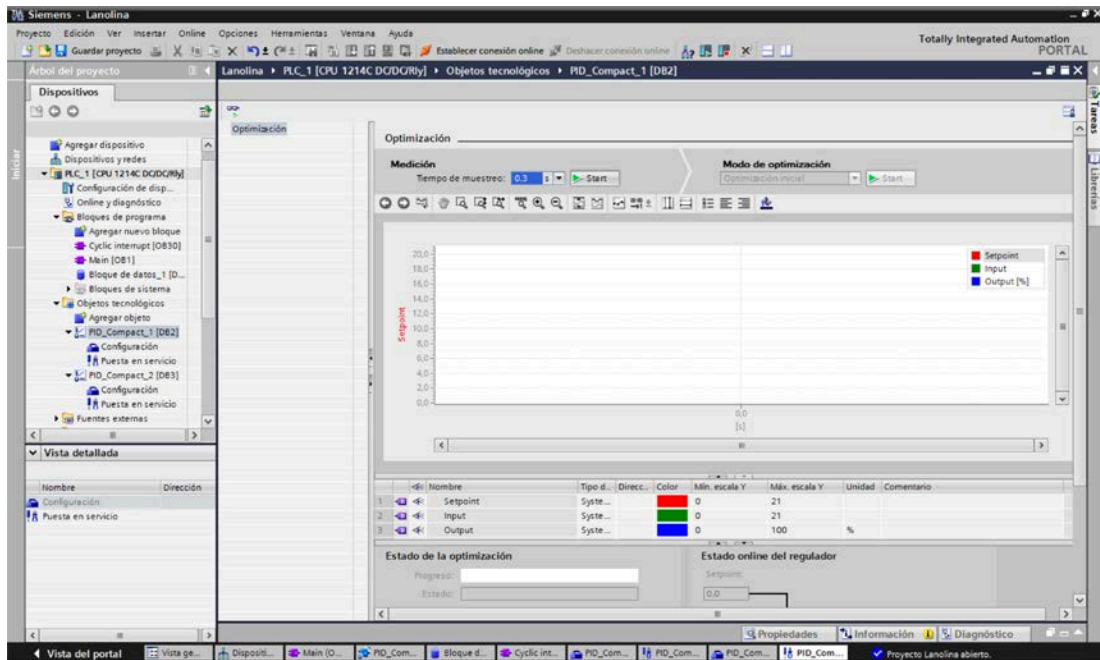 Siemens - Lanolina
Proyecto Edición Ver Insertar Online Opciones Herramientas Ventana Ayuda
Totally Integrated Automation
PORTAL
Guardar proyecto
Establecer conexión online
Deshacer conexión online
Árbol del proyecto
Lanolina PLC_1 [CPU 1214C DC/DC/Rly] Objetos tecnológicos PID_Compact_1 [DB2]
Dispositivos
Iniciar
Agregar dispositivo
Dispositivos y redes
PLC_1 [CPU 1214C DC/DC/Rly]
Configuración de disp...
Online y diagnóstico
Bloques de programa
Agregar nuevo bloque
Cyclic interrupt [OB30]
Main [OB1]
Bloque de datos_1 [D...
Bloques de sistema
Objetos tecnológicos
Agregar objeto
PID_Compact_1 [DB2]
Configuración
Puesta en servicio
PID_Compact_2 [DB3]
Configuración
Puesta en servicio
Fuentes externas
Vista detallada
Nombre Dirección
Configuración
Puesta en servicio
Optimización
Optimización
Medición
Tiempo de muestreo: 0.3 s Start
Modo de optimización
Optimización inicial Start
Setpoint
20,0
18,0
16,0
14,0
12,0
10,0
8,0
6,0
4,0
2,0
0,0
0,0
[s]
Setpoint
Input
Output [%]
Nombre Tipo d... Direcc... Color Mín. escala Y Máx. escala Y Unidad Comentario
1 Setpoint Syste... 0 21
2 Input Syste... 0 21
3 Output Syste... 0 100 %
Estado de la optimización
Progreso:
Estado:
Estado online del regulador
Setpoint:
0.0
Tareas
Librerías
Propiedades Información Diagnóstico
Vista del portal Vista ge... Dispositi... Main (O... PID_Com... Bloque d... Cyclic int... PID_Com... PID_Com... PID_Com... PID_Com... Proyecto Lanolina abierto.